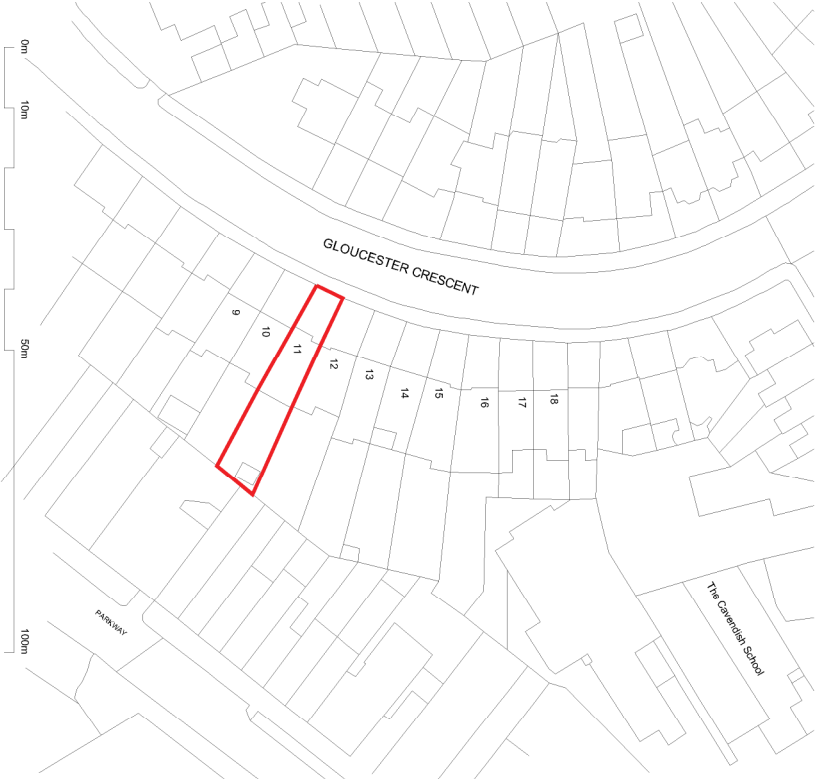 0m
10m
50m
100m
GLOUCESTER CRESCENT
9
10
11
12
13
14
15
16
17
18
PARKWAY
The Cavendish School